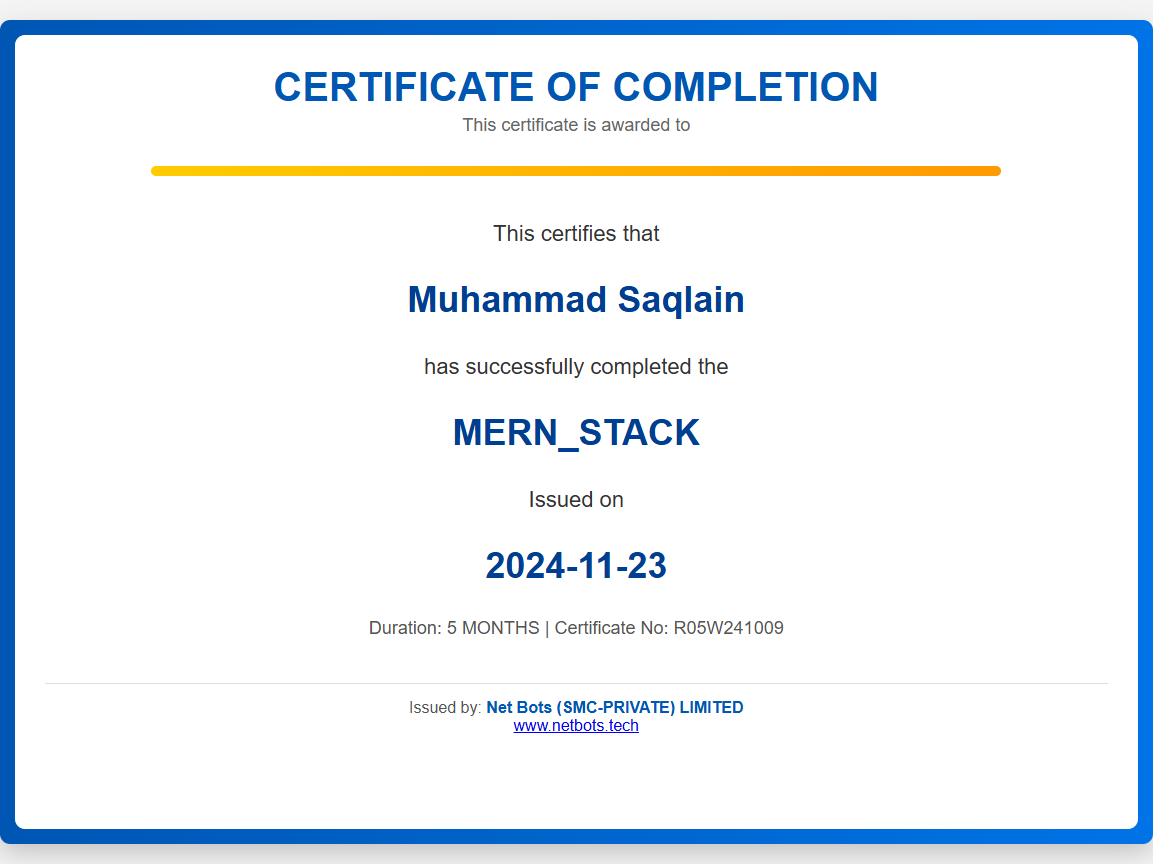 CERTIFICATE OF COMPLETION
This certificate is awarded to
This certifies that
Muhammad Saqlain
has successfully completed the
MERN_STACK
Issued on
2024-11-23
Duration: 5 MONTHS | Certificate No: R05W241009
Issued by: Net Bots (SMC-PRIVATE) LIMITED
www.netbots.tech